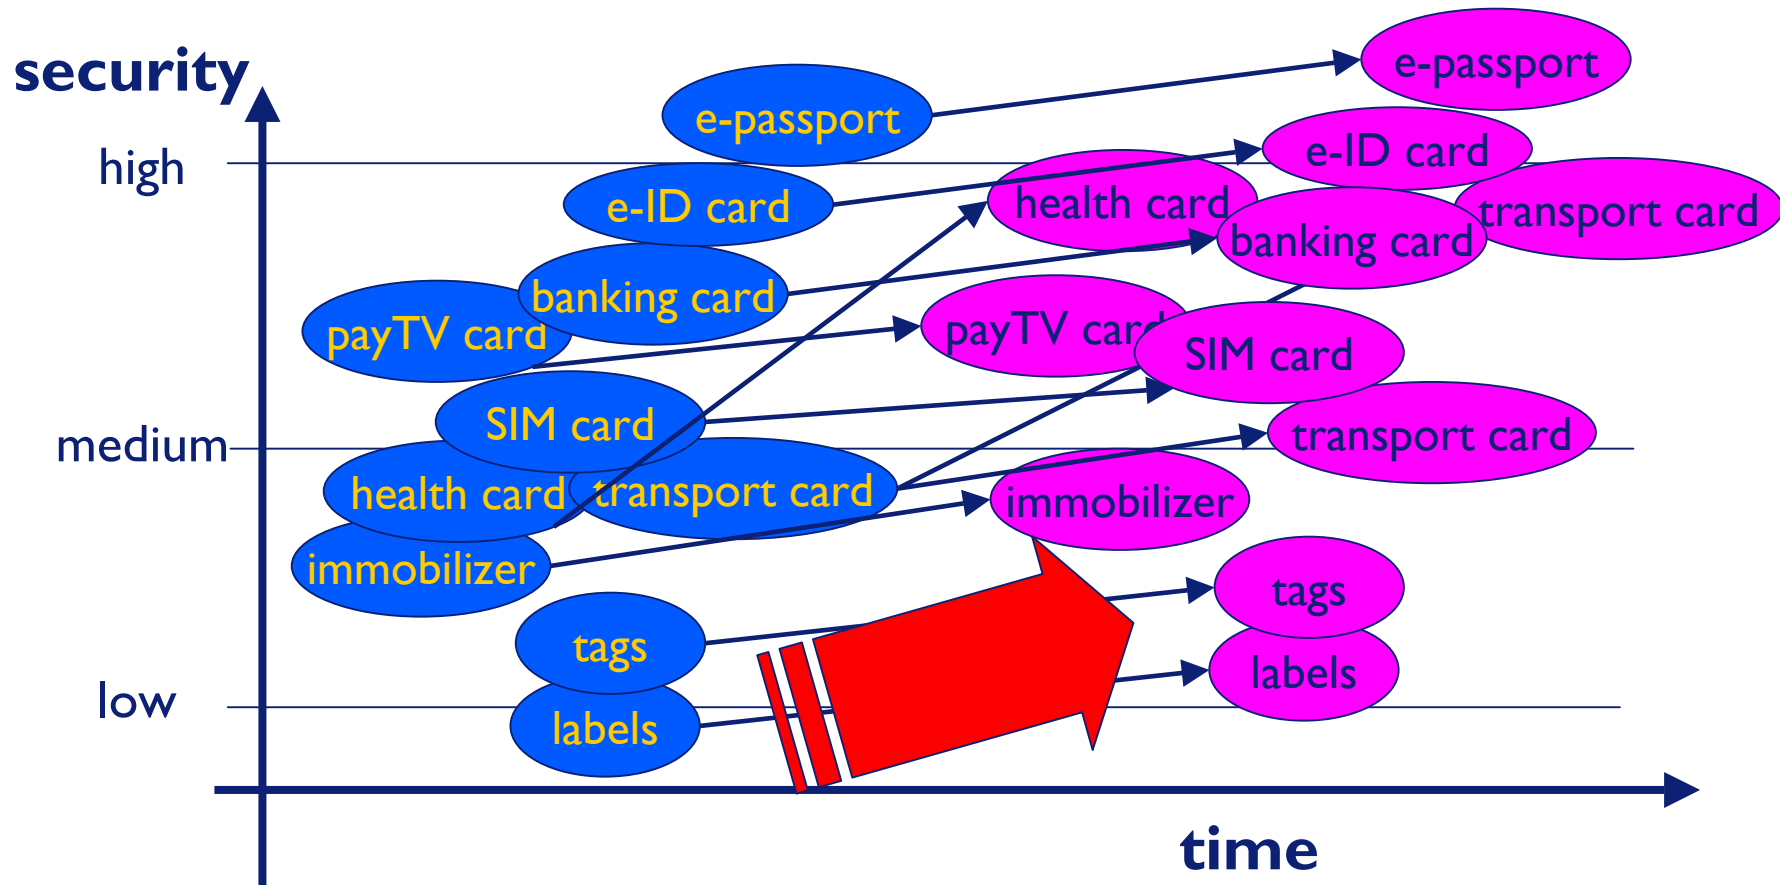 security
e-passport
e-passport
high
e-ID card
e-ID card
health card
transport card
banking card
banking card
payTV card
payTV card
SIM card
SIM card
medium
transport card
health card
transport card
immobilizer
immobilizer
tags
tags
low
labels
labels
time